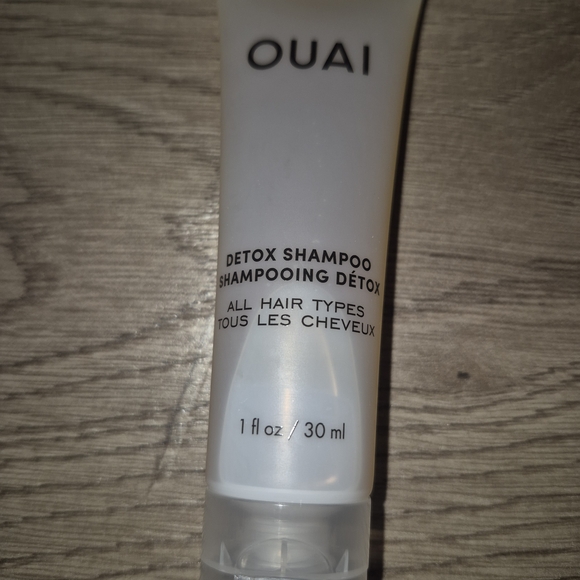 OUAI
DETOX SHAMPOO
SHAMPOOING DÉTOX
ALL HAIR TYPES
TOUS LES CHEVEUX
1 fl oz / 30 ml